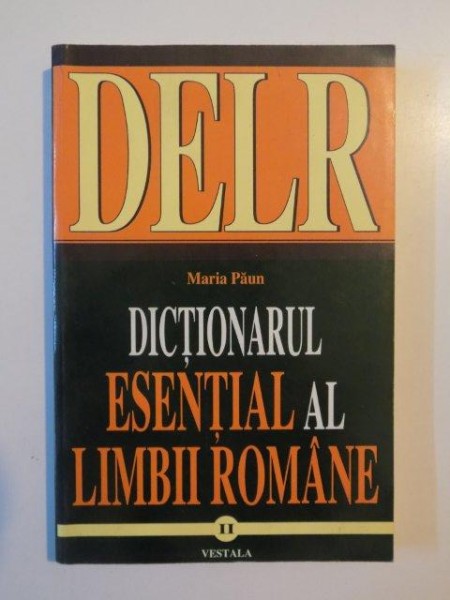 DELR
Maria Păun
DICȚIONARUL
ESENȚIAL AL
LIMBII ROMÂNE
II
VESTALA